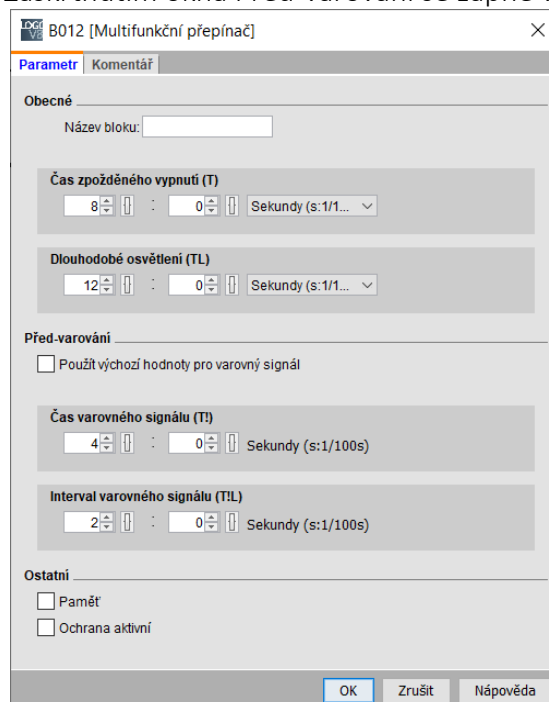 B012 [Multifunkční přepínač]
Parametr Komentář
Obecné
Název bloku:
Čas zpožděného vypnutí (T)
8 : 0 Sekundy (s:1/1...
Dlouhodobé osvětlení (TL)
12 : 0 Sekundy (s:1/1...
Před-varování
Použít výchozí hodnoty pro varovný signál
Čas varovného signálu (T!)
4 : 0 Sekundy (s:1/100s)
Interval varovného signálu (T!L)
2 : 0 Sekundy (s:1/100s)
Ostatní
Paměť
Ochrana aktivní
OK Zrušit Nápověda